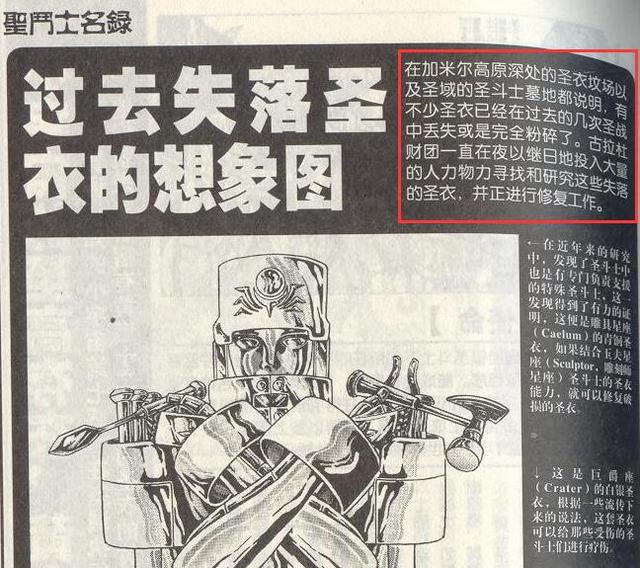 聖鬥士名錄
过去失落圣
衣的想象图
在加米尔高原深处的圣衣坟场以
及圣域的圣斗士墓地都说明，有
不少圣衣已经在过去的几次圣战
中丢失或是完全粉碎了。古拉杜
财团一直在夜以继日地投入大量
的人力物力寻找和研究这些失落
的圣衣，并正进行修复工作。
←在近年来的研究
中，发现了圣斗士中
也是有专门负责支援
的特殊圣斗士，这一
发现得到了有力的证
明，这便是雕具星座
（Caelum）的青铜圣
衣，如果结合玉夫星
座（Sculptor，雕刻师
星座）圣斗士的圣衣
能力，就可以修复破
损的圣衣。
↓这是巨爵座
（Crater）的白银圣
衣，根据一些流传下
来的说法，这套圣衣
可以给那些受伤的圣
斗士们进行疗伤。